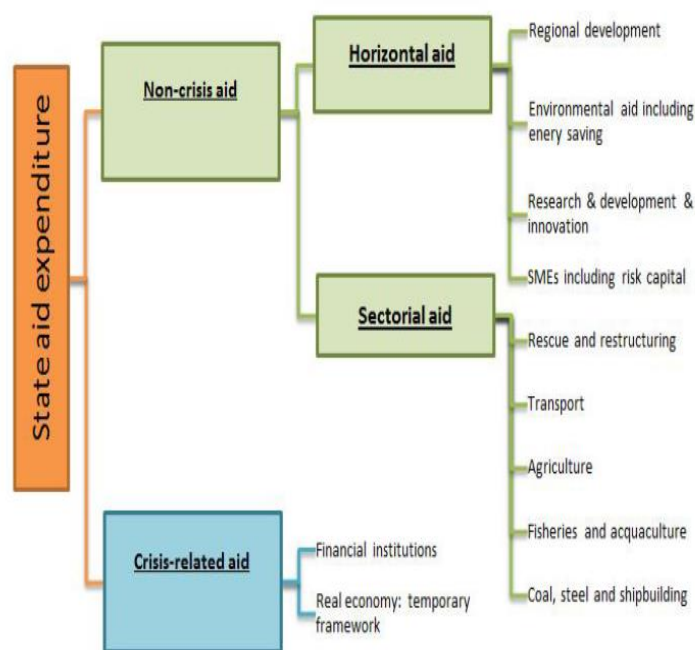 State aid expenditure
Non-crisis aid
Horizontal aid
Regional development
Environmental aid including
enery saving
Research & development &
innovation
SMEs including risk capital
Sectorial aid
Rescue and restructuring
Transport
Agriculture
Fisheries and acquaculture
Coal, steel and shipbuilding
Crisis-related aid
Financial institutions
Real economy: temporary
framework